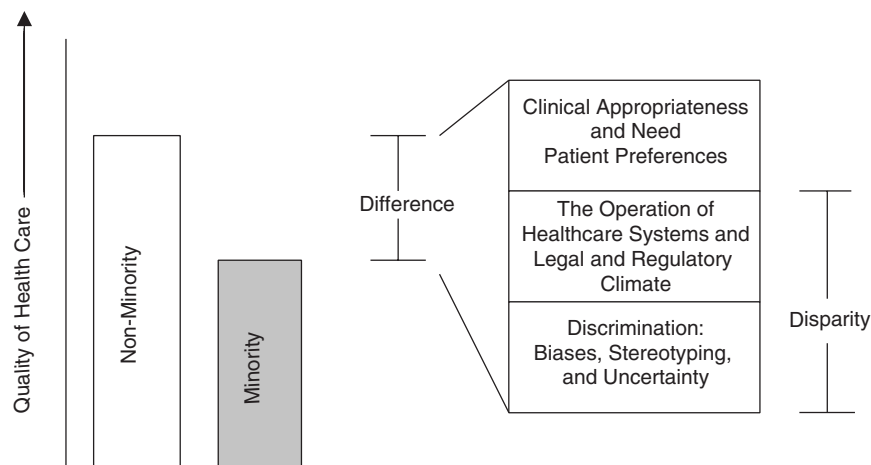 Quality of Health Care
Non-Minority
Minority
Difference
Clinical Appropriateness
and Need
Patient Preferences
The Operation of
Healthcare Systems and
Legal and Regulatory
Climate
Discrimination:
Biases, Stereotyping,
and Uncertainty
Disparity